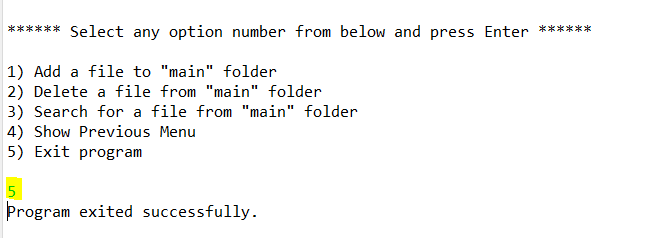 ****** Select any option number from below and press Enter ******
1) Add a file to "main" folder
2) Delete a file from "main" folder
3) Search for a file from "main" folder
4) Show Previous Menu
5) Exit program
5
Program exited successfully.